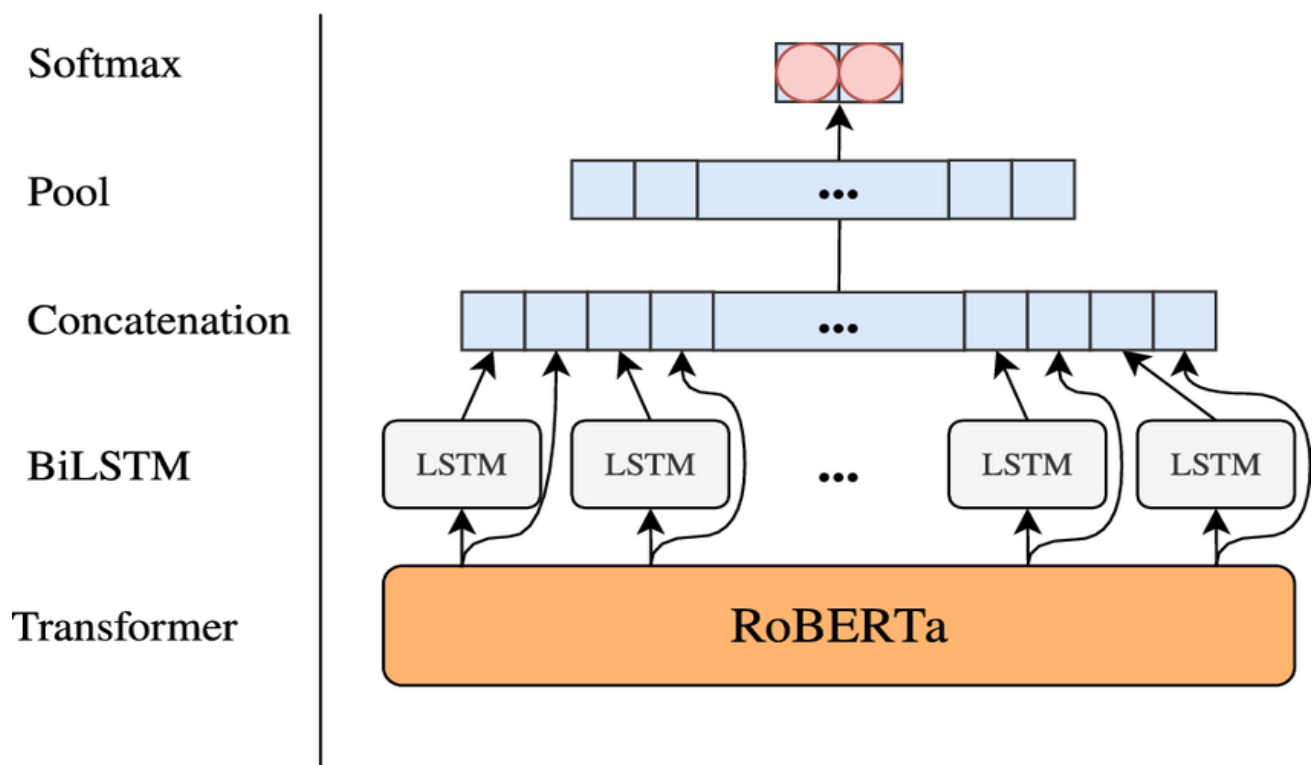 Softmax
Pool
...
Concatenation
...
BiLSTM
LSTM
LSTM
...
LSTM
LSTM
Transformer
RoBERTa